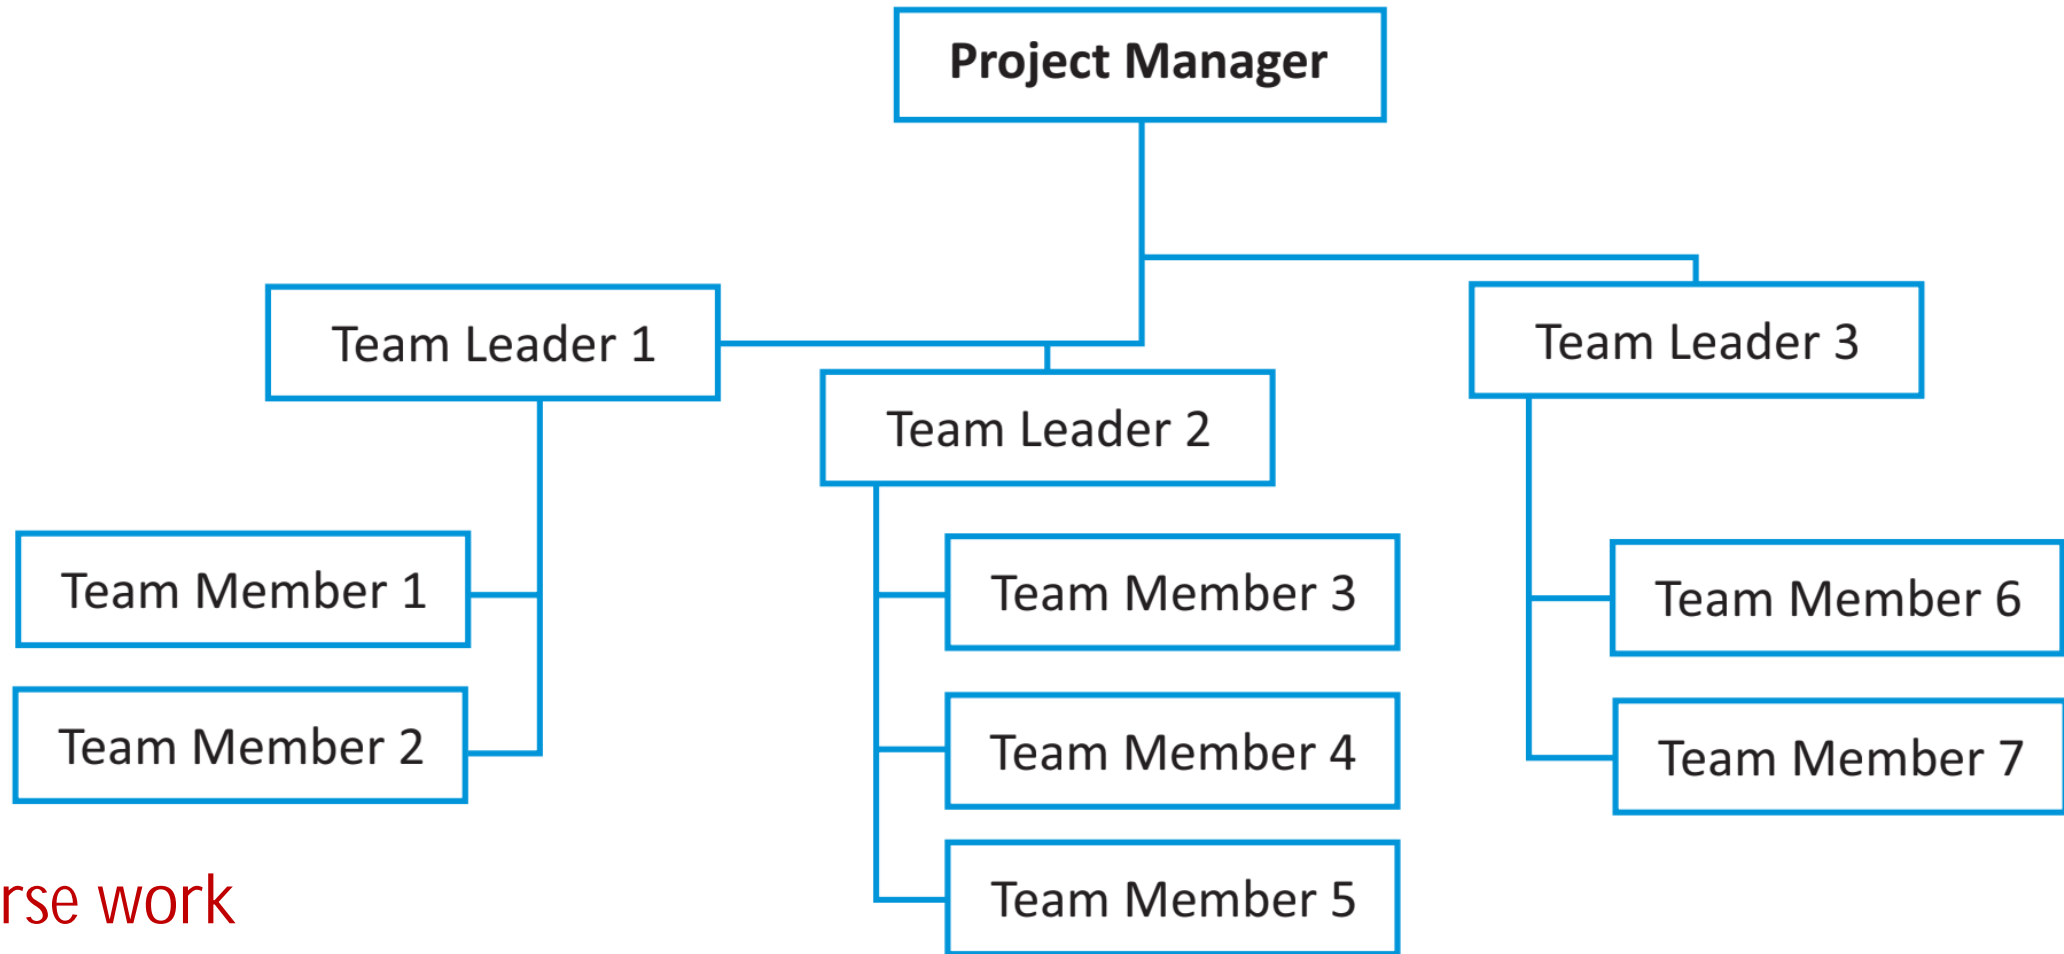 Project Manager
Team Leader 1
Team Leader 2
Team Leader 3
Team Member 1
Team Member 2
Team Member 3
Team Member 4
Team Member 5
Team Member 6
Team Member 7
work